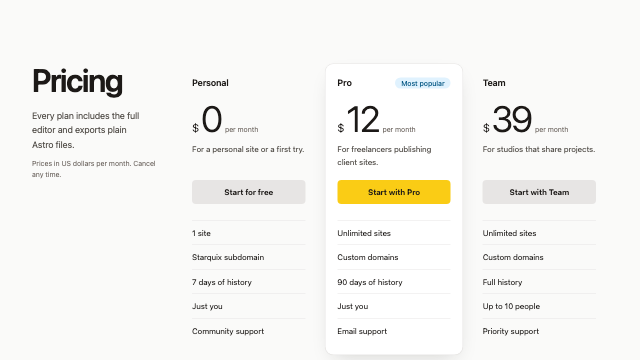 Pricing
Every plan includes the full
editor and exports plain
Astro files.
Prices in US dollars per month. Cancel
any time.
Personal
$ 0 per month
For a personal site or a first try.
Start for free
1 site
Starquix subdomain
7 days of history
Just you
Community support
Pro
Most popular
$ 12 per month
For freelancers publishing
client sites.
Start with Pro
Unlimited sites
Custom domains
90 days of history
Just you
Email support
Team
$ 39 per month
For studios that share projects.
Start with Team
Unlimited sites
Custom domains
Full history
Up to 10 people
Priority support